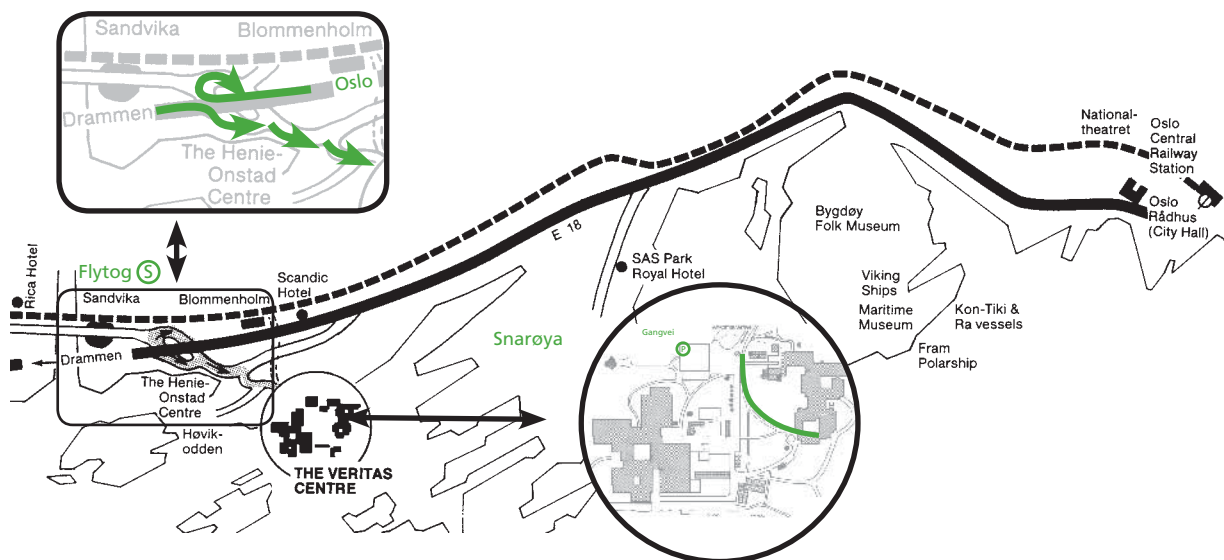 Sandvika
Blommenholm
Oslo
Drammen
The Henie-
Onstad
Centre
National-
theatret
Oslo
Central
Railway
Station
Oslo
Rådhus
(City Hall)
Bygdøy
Folk Museum
E 18
SAS Park
Royal Hotel
Viking
Ships
Maritime
Museum
Kon-Tiki &
Ra vessels
Fram
Polarship
Flytog S
Rica Hotel
Scandic
Hotel
Sandvika
Blommenholm
Drammen
The Henie-
Onstad
Centre
Høvik-
odden
THE VERITAS
CENTRE
Snarøya
Gangvei
P